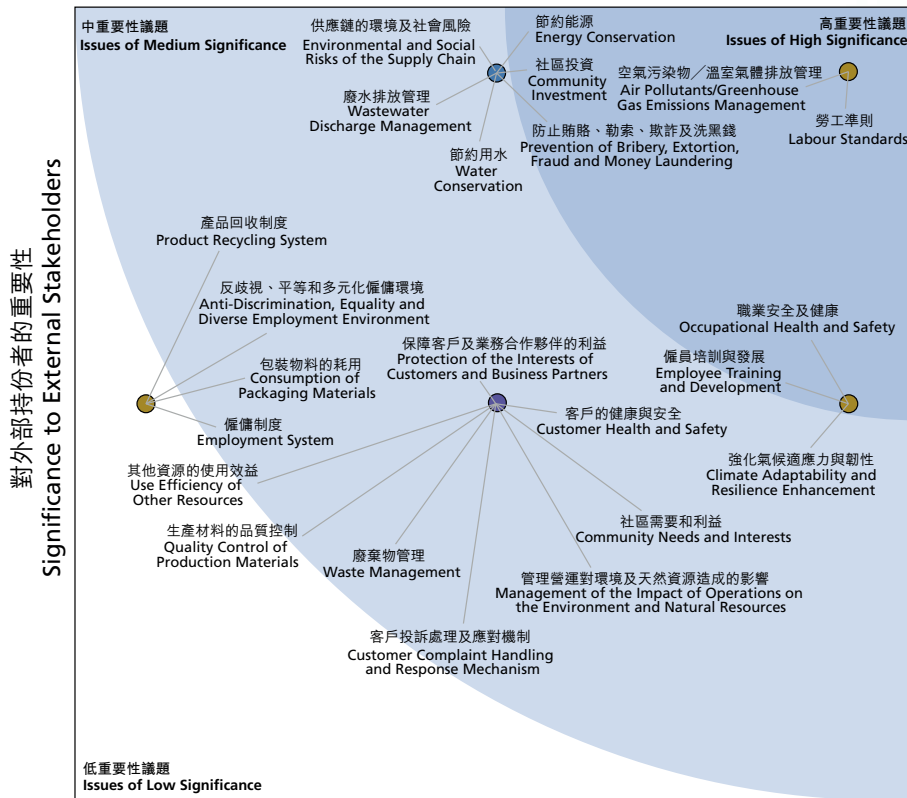 中重要性議題
Issues of Medium Significance
高重要性議題
Issues of High Significance
供應鏈的環境及社會風險
Environmental and Social
Risks of the Supply Chain
節約能源
Energy Conservation
社區投資
Community
Investment
空氣污染物／溫室氣體排放管理
Air Pollutants/Greenhouse
Gas Emissions Management
勞工準則
Labour Standards
廢水排放管理
Wastewater
Discharge Management
防止賄賂、勒索、欺詐及洗黑錢
Prevention of Bribery, Extortion,
Fraud and Money Laundering
節約用水
Water
Conservation
產品回收制度
Product Recycling System
反歧視、平等和多元化僱傭環境
Anti-Discrimination, Equality and
Diverse Employment Environment
包裝物料的耗用
Consumption of
Packaging Materials
僱傭制度
Employment System
保障客戶及業務合作夥伴的利益
Protection of the Interests of
Customers and Business Partners
職業安全及健康
Occupational Health and Safety
僱員培訓與發展
Employee Training
and Development
客戶的健康與安全
Customer Health and Safety
強化氣候適應力與韌性
Climate Adaptability and
Resilience Enhancement
其他資源的使用效益
Use Efficiency of
Other Resources
生產材料的品質控制
Quality Control of
Production Materials
廢棄物管理
Waste Management
社區需要和利益
Community Needs and Interests
管理營運對環境及天然資源造成的影響
Management of the Impact of Operations on
the Environment and Natural Resources
客戶投訴處理及應對機制
Customer Complaint Handling
and Response Mechanism
低重要性議題
Issues of Low Significance
對外部持份者的重要性
Significance to External Stakeholders